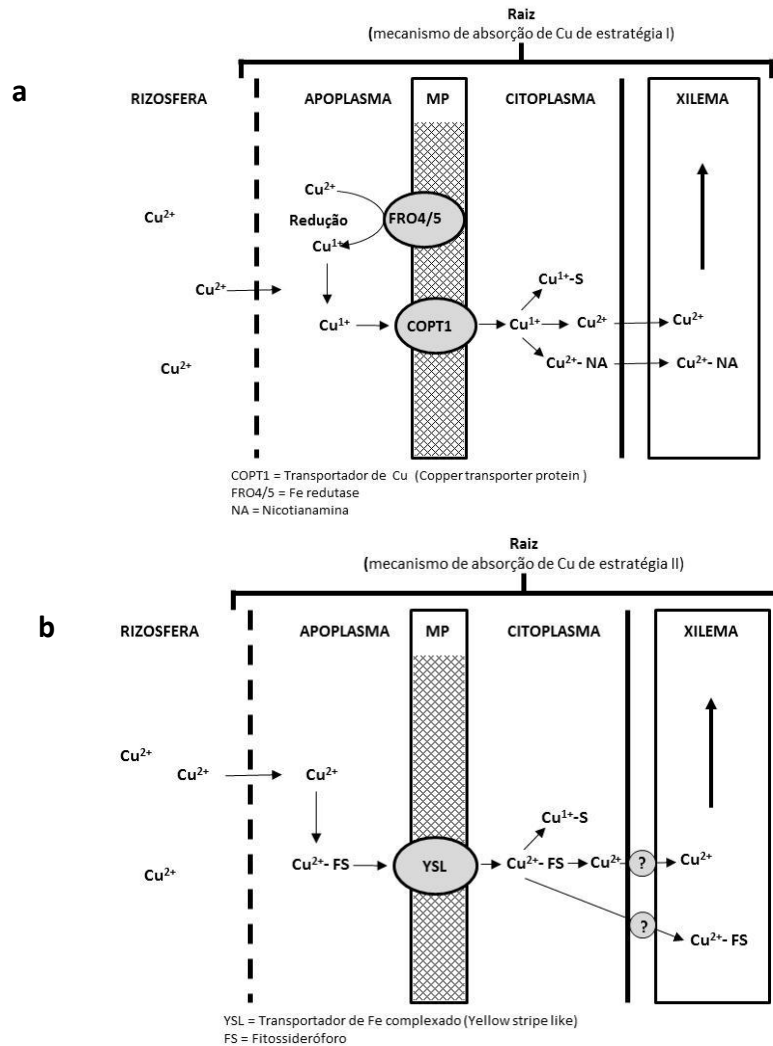 Raiz
(mecanismo de absorção de Cu de estratégia I)
a
RIZOSFERA APOPLASMA MP CITOPLASMA XILEMA
Cu²⁺
Cu²⁺
Redução
FRO4/5
Cu¹⁺
Cu²⁺
Cu¹⁺-S
Cu¹⁺
COPT1
Cu¹⁺ Cu²⁺ Cu²⁺
Cu²⁺
Cu²⁺- NA Cu²⁺- NA
COPT1 = Transportador de Cu (Copper transporter protein )
FRO4/5 = Fe redutase
NA = Nicotianamina
Raiz
(mecanismo de absorção de Cu de estratégia II)
b
RIZOSFERA APOPLASMA MP CITOPLASMA XILEMA
Cu²⁺
Cu²⁺ Cu²⁺
Cu¹⁺-S
Cu²⁺- FS YSL Cu²⁺- FS Cu²⁺ ? Cu²⁺
Cu²⁺
? Cu²⁺- FS
YSL = Transportador de Fe complexado (Yellow stripe like)
FS = Fitossideróforo